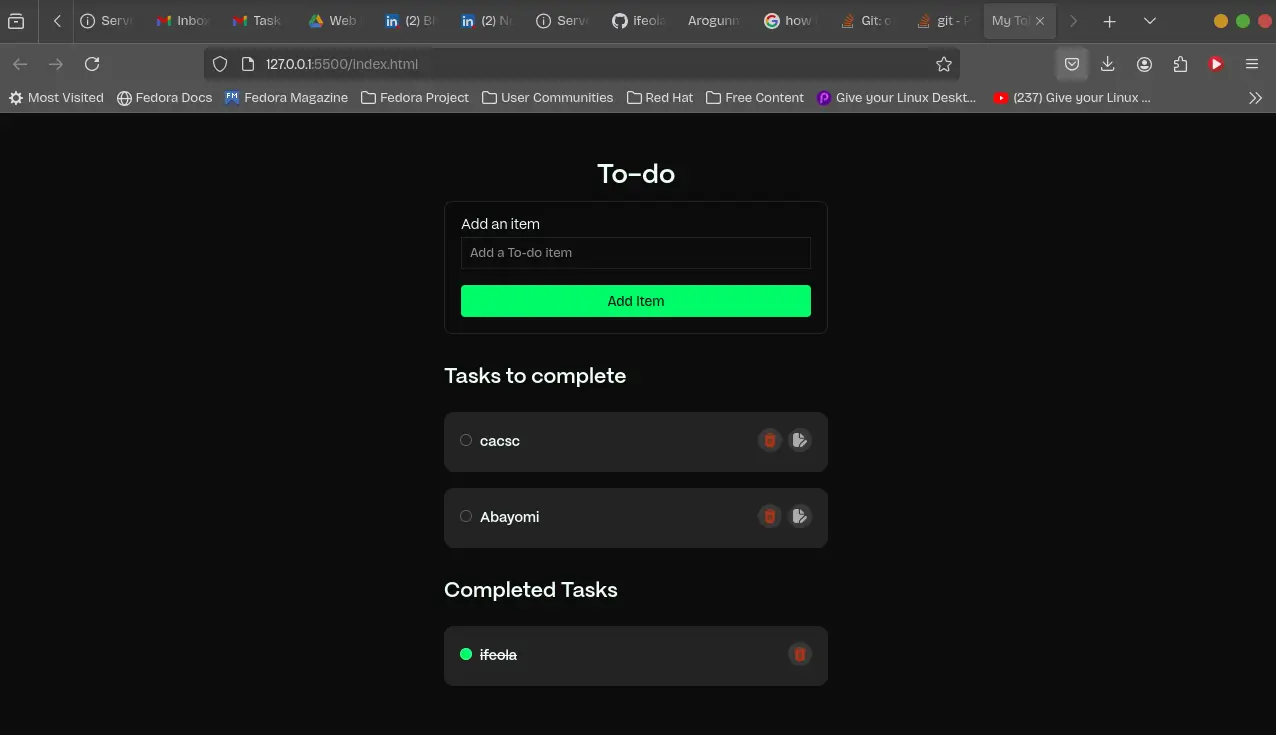 Serv
Inbox
Task
Web
(2) Bl
(2) N
Serv
ifeola
Arogunn
how
Git: c
git - F
My To
127.0.0.1:5500/index.html
Most Visited
Fedora Docs
Fedora Magazine
Fedora Project
User Communities
Red Hat
Free Content
Give your Linux Deskt...
(237) Give your Linux ...
To-do
Add an item
Add a To-do item
Add Item
Tasks to complete
cacsc
Abayomi
Completed Tasks
ifeola